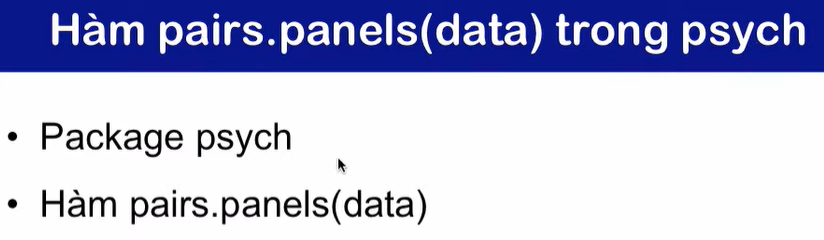 Hàm pairs.panels(data) trong psych
• Package psych
• Hàm pairs.panels(data)